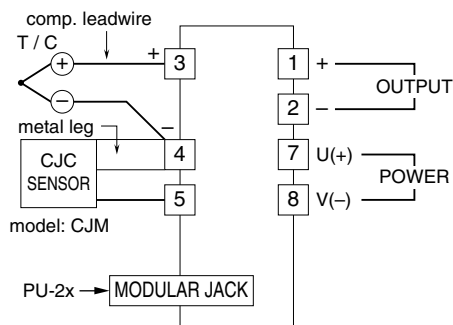 comp. leadwire
T / C
+
+
3
1
+
OUTPUT
2
–
–
–
metal leg
4
7
U(+)
CJC
SENSOR
POWER
5
8
V(–)
model: CJM
PU-2x
MODULAR JACK